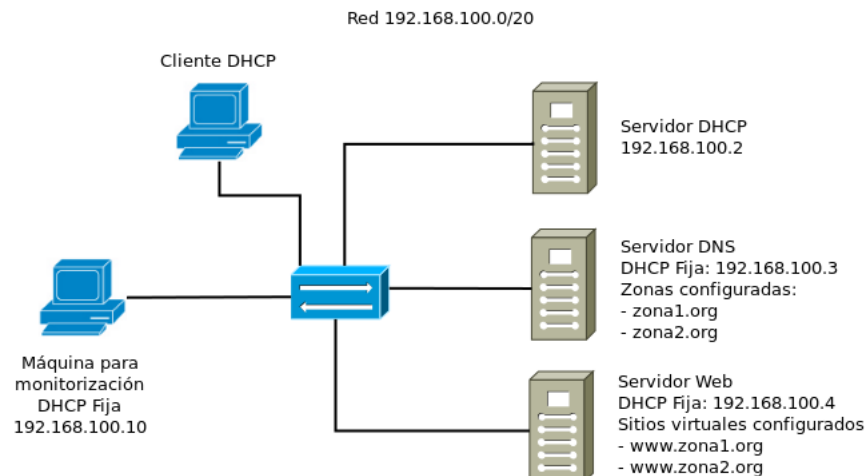 Red 192.168.100.0/20
Cliente DHCP
Servidor DHCP
192.168.100.2
Servidor DNS
DHCP Fija: 192.168.100.3
Zonas configuradas:
- zona1.org
- zona2.org
Máquina para
monitorización
DHCP Fija
192.168.100.10
Servidor Web
DHCP Fija: 192.168.100.4
Sitios virtuales configurados
- www.zona1.org
- www.zona2.org